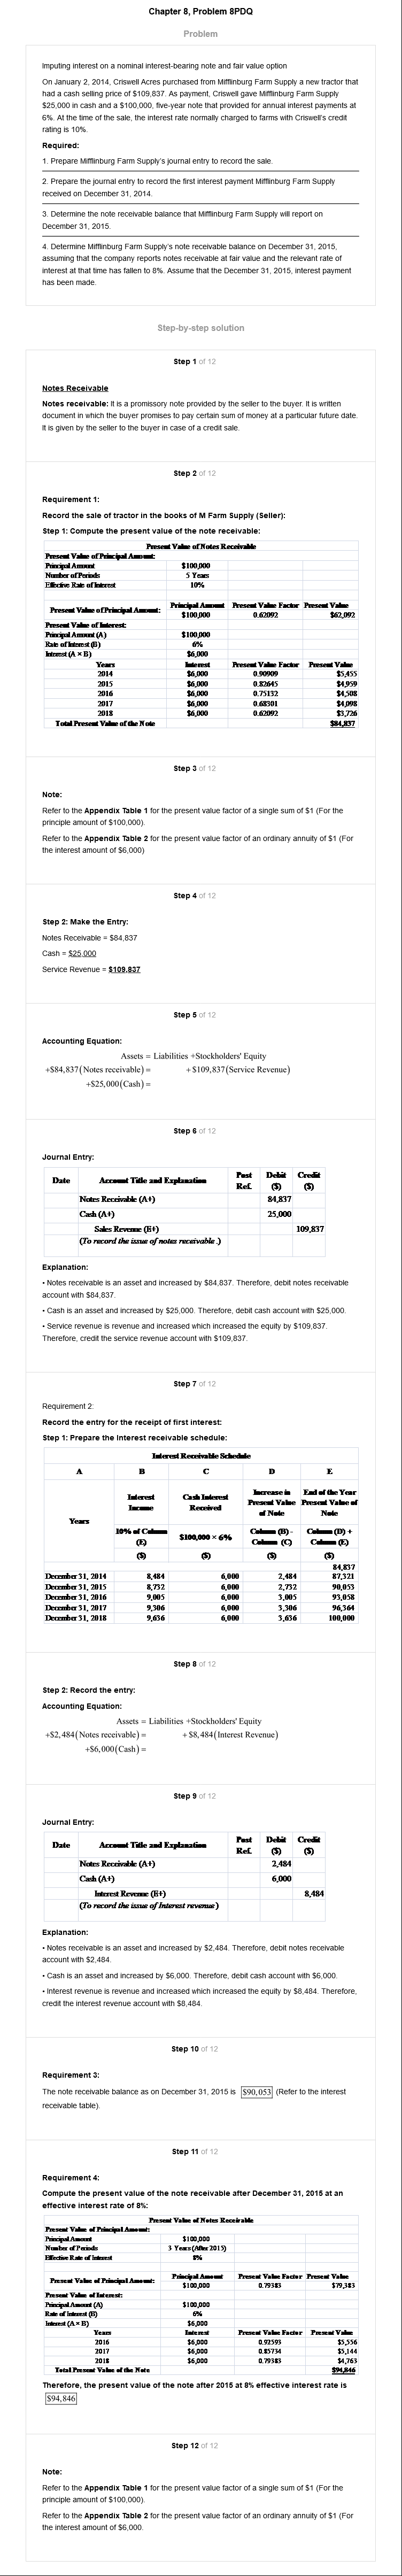 Chapter 8, Problem 8PDQ
Problem
Imputing interest on a nominal interest-bearing note and fair value option
On January 2, 2014, Criswell Acres purchased from Mifflinburg Farm Supply a new tractor that
had a cash selling price of $109,837. As payment, Criswell gave Mifflinburg Farm Supply
$25,000 in cash and a $100,000, five-year note that provided for annual interest payments at
6%. At the time of the sale, the interest rate normally charged to farms with Criswell's credit
rating is 10%.
Required:
1. Prepare Mifflinburg Farm Supply's journal entry to record the sale.
2. Prepare the journal entry to record the first interest payment Mifflinburg Farm Supply
received on December 31, 2014.
3. Determine the note receivable balance that Mifflinburg Farm Supply will report on
December 31, 2015.
4. Determine Mifflinburg Farm Supply's note receivable balance on December 31, 2015,
assuming that the company reports notes receivable at fair value and the relevant rate of
interest at that time has fallen to 8%. Assume that the December 31, 2015, interest payment
has been made.
Step-by-step solution
Step 1 of 12
Notes Receivable
Notes receivable: It is a promissory note provided by the seller to the buyer. It is written
document in which the buyer promises to pay certain sum of money at a particular future date.
It is given by the seller to the buyer in case of a credit sale.
Step 2 of 12
Requirement 1:
Record the sale of tractor in the books of M Farm Supply (Seller):
Step 1: Compute the present value of the note receivable:
Present Value of Notes Receivable
Present Value of Principal Amount:
Principal Amount $100,000
Number of Periods 5 Years
Effective Rate of Interest 10%
Present Value of Principal Amount: Principal Amount Present Value Factor Present Value
$100,000 0.62092 $62,092
Present Value of Interest:
Principal Amount (A) $100,000
Rate of Interest (B) 6%
Interest (A × B) $6,000
Years Interest Present Value Factor Present Value
2014 $6,000 0.90909 $5,455
2015 $6,000 0.82645 $4,959
2016 $6,000 0.75132 $4,508
2017 $6,000 0.68301 $4,098
2018 $6,000 0.62092 $3,726
Total Present Value of the Note $84,837
Step 3 of 12
Note:
Refer to the Appendix Table 1 for the present value factor of a single sum of $1 (For the
principle amount of $100,000).
Refer to the Appendix Table 2 for the present value factor of an ordinary annuity of $1 (For
the interest amount of $6,000)
Step 4 of 12
Step 2: Make the Entry:
Notes Receivable = $84,837
Cash = $25,000
Service Revenue = $109,837
Step 5 of 12
Accounting Equation:
Assets = Liabilities +Stockholders' Equity
+$84,837(Notes receivable) = +$109,837(Service Revenue)
+$25,000(Cash) =
Step 6 of 12
Journal Entry:
Date Account Title and Explanation Post Ref. Debit ($) Credit ($)
Notes Receivable (A+) 84,837
Cash (A+) 25,000
Sales Revenue (E+) 109,837
(To record the issue of notes receivable.)
Explanation:
• Notes receivable is an asset and increased by $84,837. Therefore, debit notes receivable
account with $84,837.
• Cash is an asset and increased by $25,000. Therefore, debit cash account with $25,000.
• Service revenue is revenue and increased which increased the equity by $109,837.
Therefore, credit the service revenue account with $109,837.
Step 7 of 12
Requirement 2:
Record the entry for the receipt of first interest:
Step 1: Prepare the Interest receivable schedule:
Interest Receivable Schedule
A B C D E
Years Interest Income Cash Interest Received Increase in Present Value of Note End of the Year Present Value of Note
10% of Column (E) $100,000 × 6% Column (B) - Column (C) Column (D) + Column (E)
($) ($) ($) ($)
84,837
December 31, 2014 8,484 6,000 2,484 87,321
December 31, 2015 8,732 6,000 2,732 90,053
December 31, 2016 9,005 6,000 3,005 93,058
December 31, 2017 9,306 6,000 3,306 96,364
December 31, 2018 9,636 6,000 3,636 100,000
Step 8 of 12
Step 2: Record the entry:
Accounting Equation:
Assets = Liabilities +Stockholders' Equity
+$2,484(Notes receivable) = +$8,484(Interest Revenue)
+$6,000(Cash) =
Step 9 of 12
Journal Entry:
Date Account Title and Explanation Post Ref. Debit ($) Credit ($)
Notes Receivable (A+) 2,484
Cash (A+) 6,000
Interest Revenue (E+) 8,484
(To record the issue of Interest revenue)
Explanation:
• Notes receivable is an asset and increased by $2,484. Therefore, debit notes receivable
account with $2,484.
• Cash is an asset and increased by $6,000. Therefore, debit cash account with $6,000.
• Interest revenue is revenue and increased which increased the equity by $8,484. Therefore,
credit the interest revenue account with $8,484.
Step 10 of 12
Requirement 3:
The note receivable balance as on December 31, 2015 is $90,053 (Refer to the interest
receivable table).
Step 11 of 12
Requirement 4:
Compute the present value of the note receivable after December 31, 2015 at an
effective interest rate of 8%:
Present Value of Notes Receivable
Present Value of Principal Amount:
Principal Amount $100,000
Number of Periods 3 Years (After 2015)
Effective Rate of Interest 8%
Present Value of Principal Amount: Principal Amount Present Value Factor Present Value
$100,000 0.79383 $79,383
Present Value of Interest:
Principal Amount (A) $100,000
Rate of interest (B) 6%
Interest (A × B) $6,000
Years Interest Present Value Factor Present Value
2016 $6,000 0.92593 $5,556
2017 $6,000 0.85734 $5,144
2018 $6,000 0.79383 $4,763
Total Present Value of the Note $94,846
Therefore, the present value of the note after 2015 at 8% effective interest rate is
$94,846
Step 12 of 12
Note:
Refer to the Appendix Table 1 for the present value factor of a single sum of $1 (For the
principle amount of $100,000).
Refer to the Appendix Table 2 for the present value factor of an ordinary annuity of $1 (For
the interest amount of $6,000.